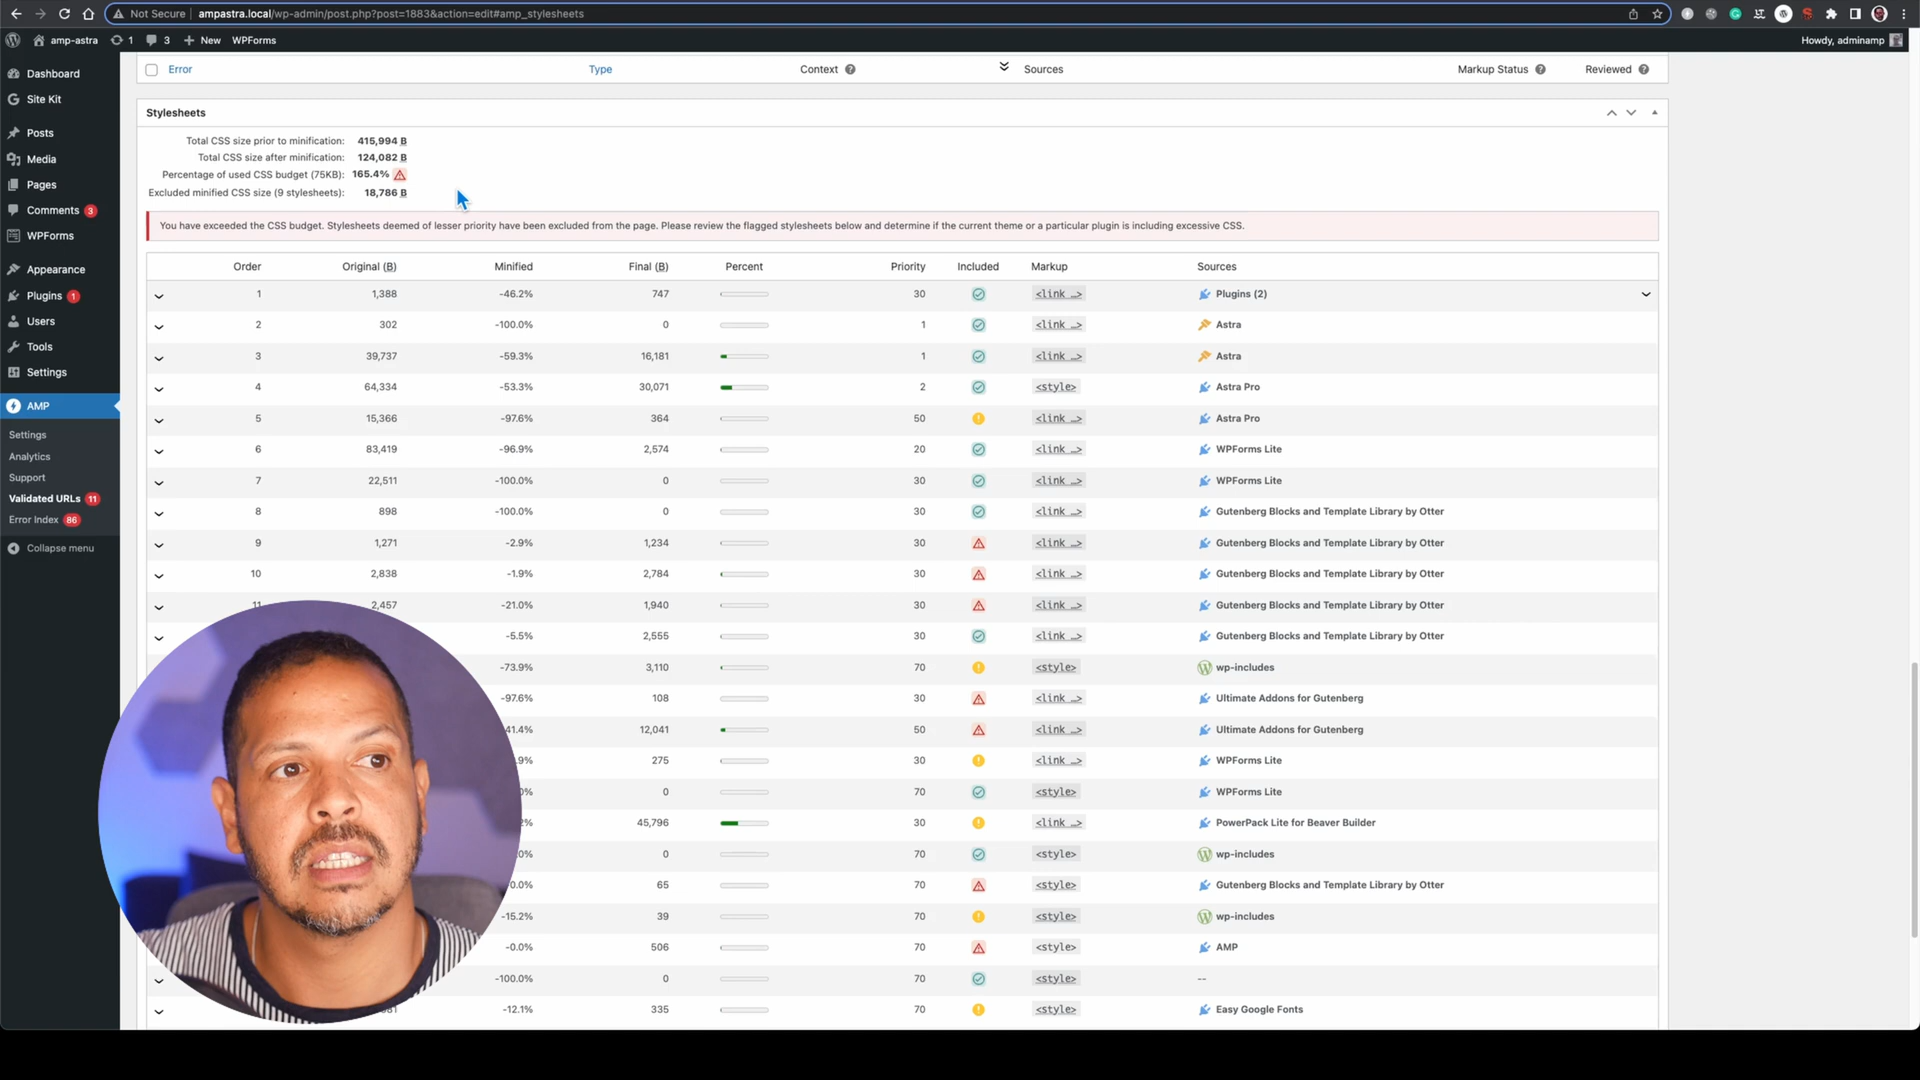 Not Secure ampastra.local/wp-admin/post.php?post=1883&action=edit#amp_stylesheets
amp-astra 1 3 New WPForms Howdy, adminamp
Dashboard
Site Kit
Posts
Media
Pages
Comments 3
WPForms
Appearance
Plugins 1
Users
Tools
Settings
AMP
Settings
Analytics
Support
Validated URLs 11
Error Index 86
Collapse menu
Error Type Context Sources Markup Status Reviewed
Stylesheets
Total CSS size prior to minification: 415,994 B
Total CSS size after minification: 124,082 B
Percentage of used CSS budget (75KB): 165.4%
Excluded minified CSS size (9 stylesheets): 18,786 B
You have exceeded the CSS budget. Stylesheets deemed of lesser priority have been excluded from the page. Please review the flagged stylesheets below and determine if the current theme or a particular plugin is including excessive CSS.
Order Original (B) Minified Final (B) Percent Priority Included Markup Sources
1 1,388 -46.2% 747 30 <link …> Plugins (2)
2 302 -100.0% 0 1 <link …> Astra
3 39,737 -59.3% 16,181 1 <link …> Astra
4 64,334 -53.3% 30,071 2 <style> Astra Pro
5 15,366 -97.6% 364 50 <link …> Astra Pro
6 83,419 -96.9% 2,574 20 <link …> WPForms Lite
7 22,511 -100.0% 0 30 <link …> WPForms Lite
8 898 -100.0% 0 30 <link …> Gutenberg Blocks and Template Library by Otter
9 1,271 -2.9% 1,234 30 <link …> Gutenberg Blocks and Template Library by Otter
10 2,838 -1.9% 2,784 30 <link …> Gutenberg Blocks and Template Library by Otter
11 2,457 -21.0% 1,940 30 <link …> Gutenberg Blocks and Template Library by Otter
-5.5% 2,555 30 <link …> Gutenberg Blocks and Template Library by Otter
-73.9% 3,110 70 <style> wp-includes
-97.6% 108 30 <link …> Ultimate Addons for Gutenberg
41.4% 12,041 50 <link …> Ultimate Addons for Gutenberg
.9% 275 30 <link …> WPForms Lite
0% 0 70 <style> WPForms Lite
2% 45,796 30 <link …> PowerPack Lite for Beaver Builder
.0% 0 70 <style> wp-includes
0.0% 65 70 <style> Gutenberg Blocks and Template Library by Otter
-15.2% 39 70 <style> wp-includes
-0.0% 506 70 <style> AMP
-100.0% 0 70 <style> --
-12.1% 335 70 <style> Easy Google Fonts